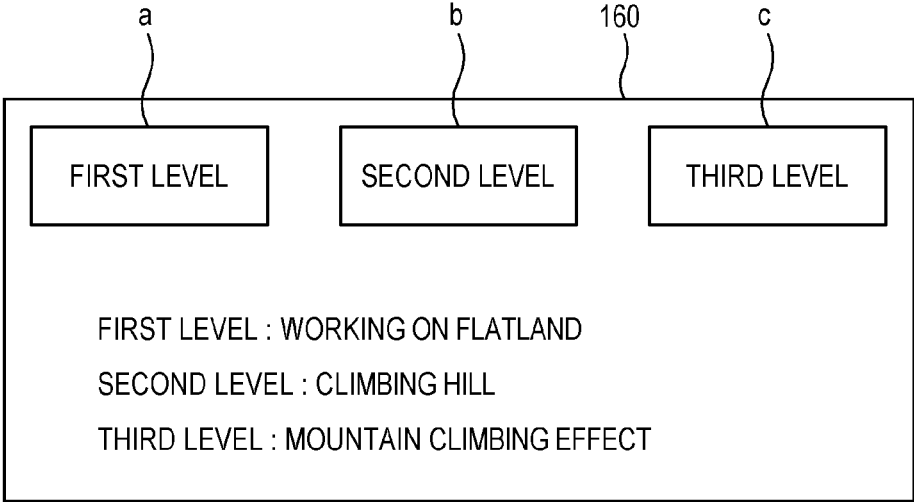 a b 160 c
FIRST LEVEL SECOND LEVEL THIRD LEVEL
FIRST LEVEL : WORKING ON FLATLAND
SECOND LEVEL : CLIMBING HILL
THIRD LEVEL : MOUNTAIN CLIMBING EFFECT